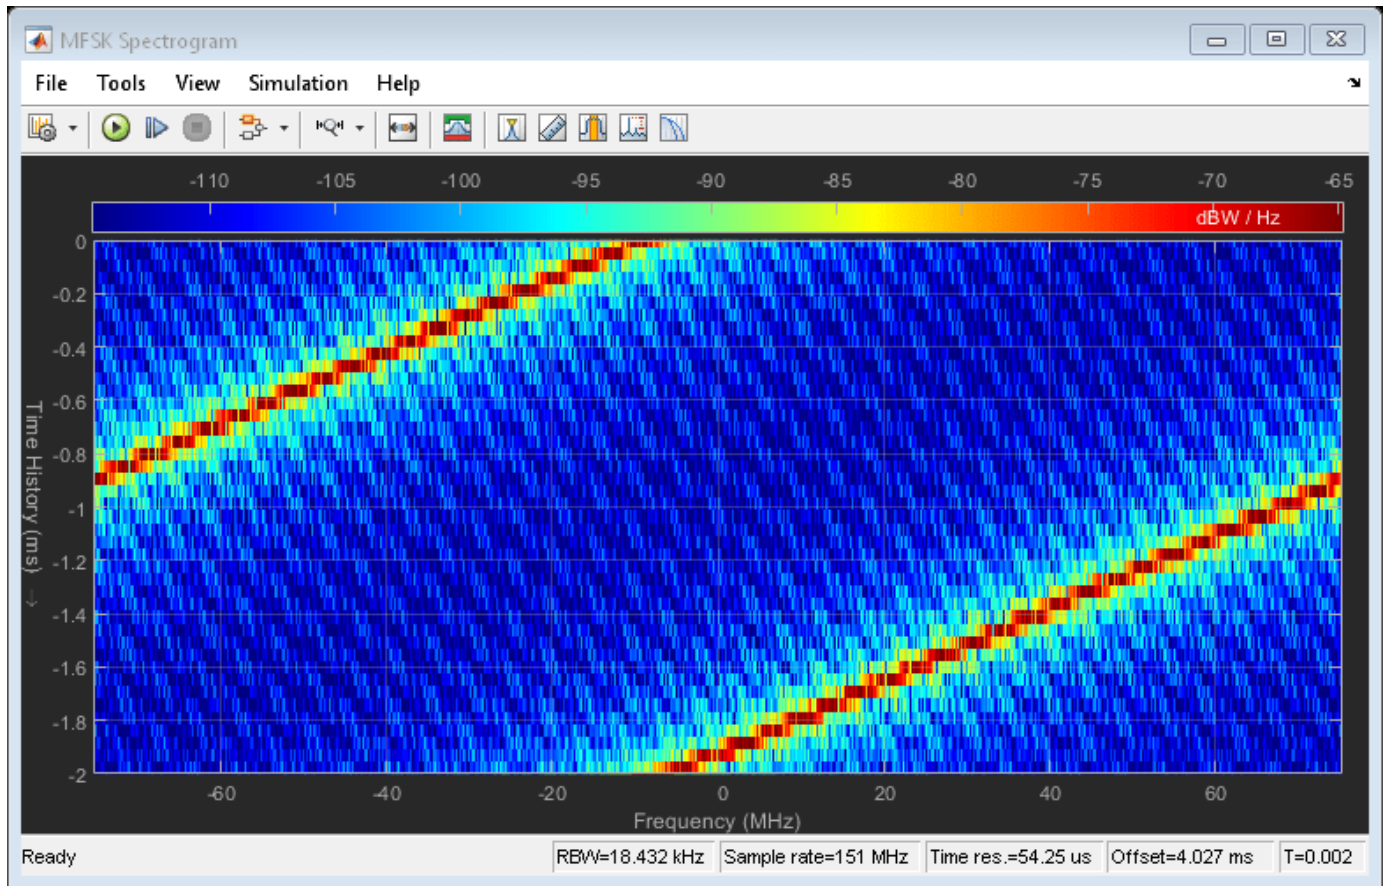 MFSK Spectrogram
File Tools View Simulation Help
-110 -105 -100 -95 -90 -85 -80 -75 -70 -65
dBW / Hz
0
-0.2
-0.4
-0.6
-0.8
-1
-1.2
-1.4
-1.6
-1.8
-2
Time History (ms) →
-60 -40 -20 0 20 40 60
Frequency (MHz)
Ready RBW=18.432 kHz Sample rate=151 MHz Time res.=54.25 us Offset=4.027 ms T=0.002